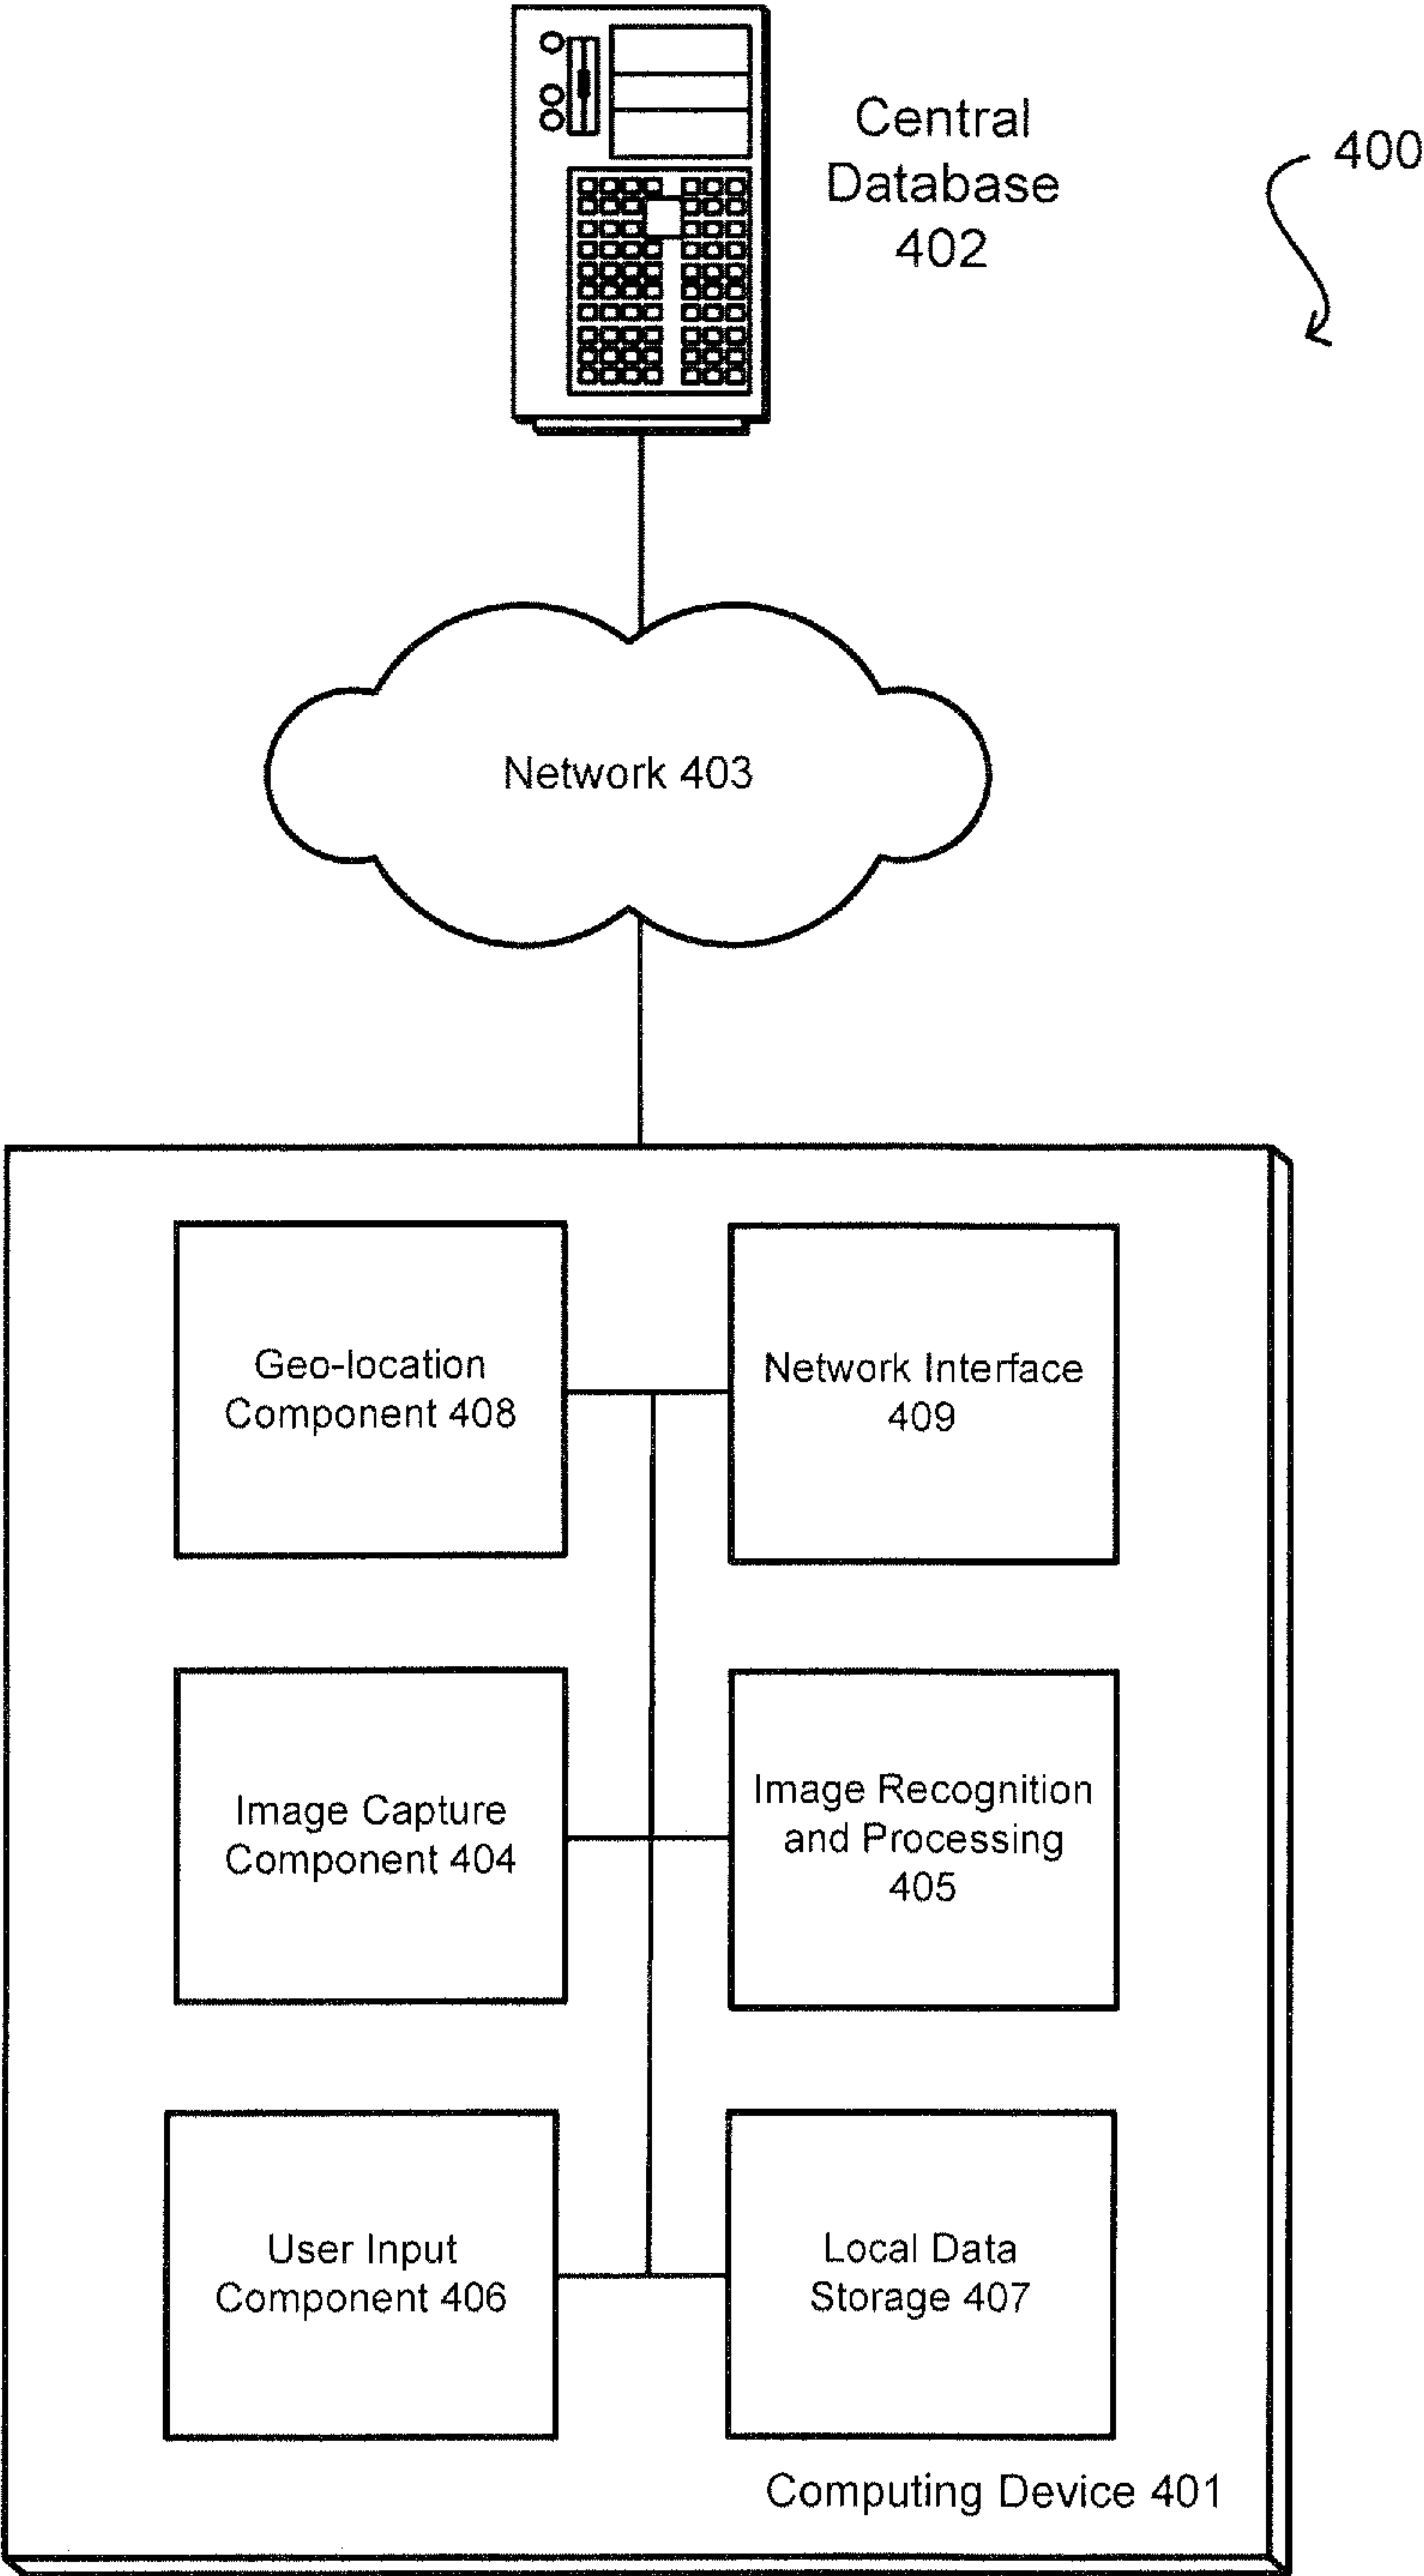 Central
Database
402
400
Network 403
Geo-location
Component 408
Network Interface
409
Image Capture
Component 404
Image Recognition
and Processing
405
User Input
Component 406
Local Data
Storage 407
Computing Device 401